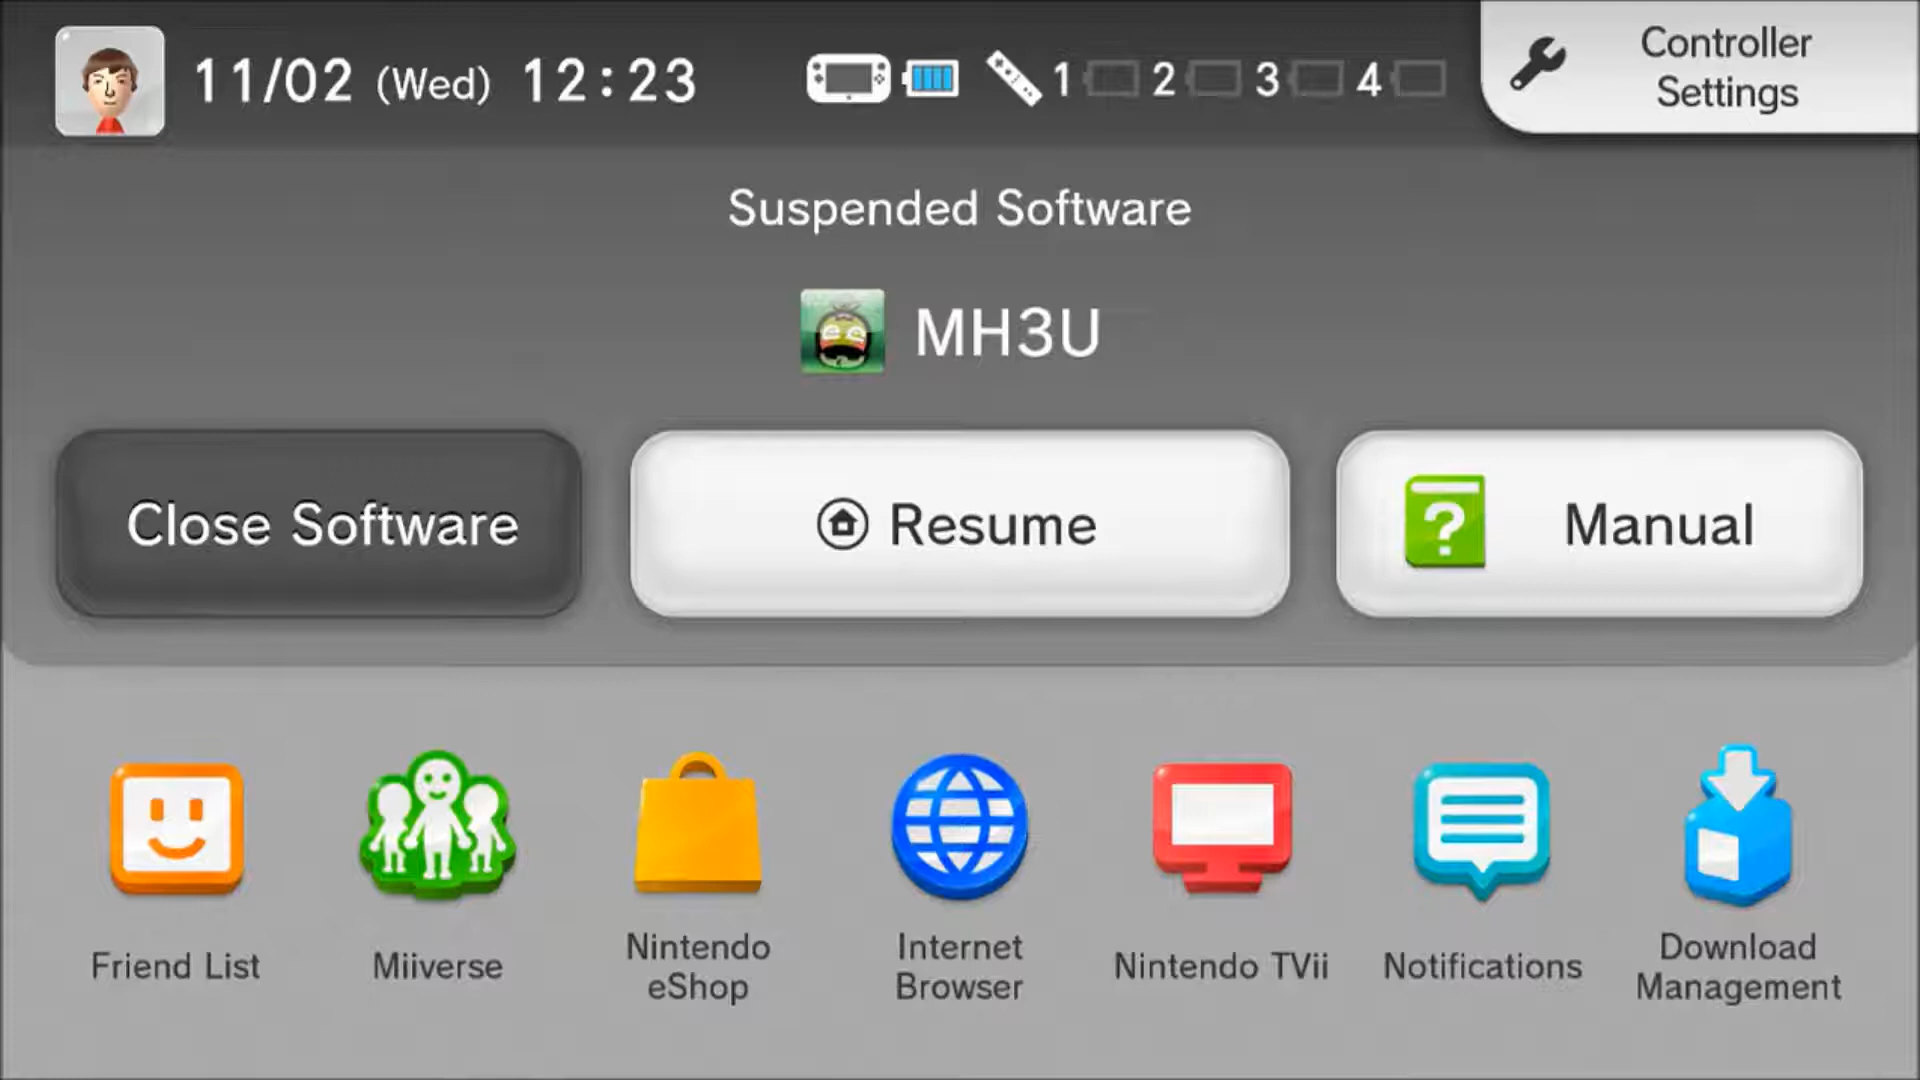 11/02 (Wed) 12:23
1 2 3 4
Controller
Settings
Suspended Software
MH3U
Close Software
Resume
? Manual
Friend List
Miiverse
Nintendo
eShop
Internet
Browser
Nintendo TVii
Notifications
Download
Management